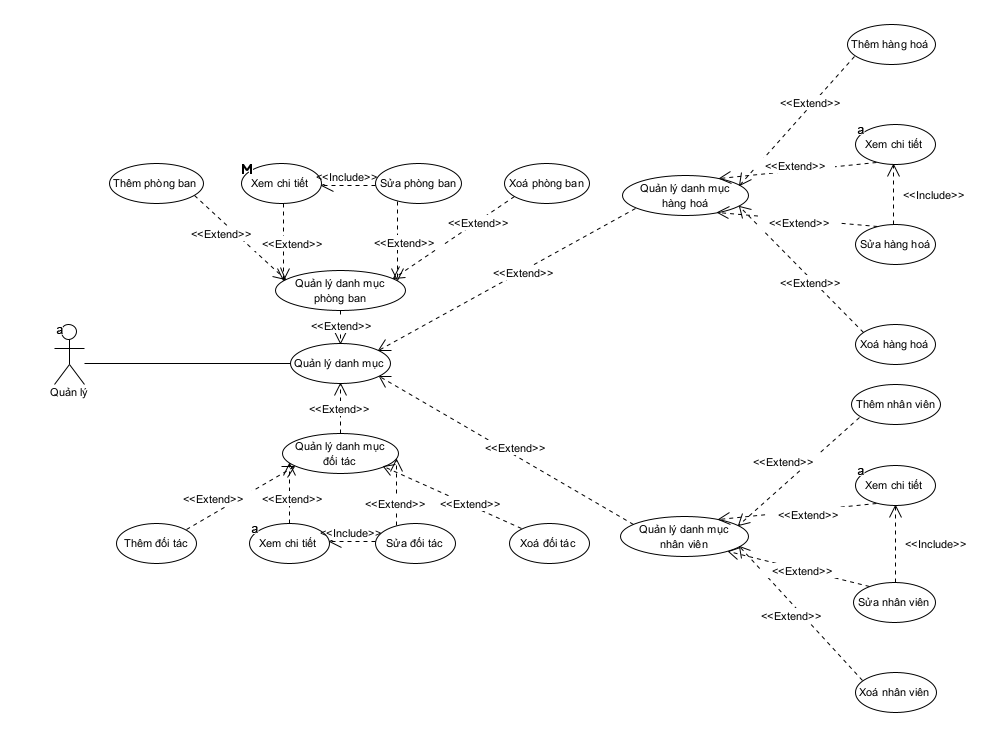 Thêm hàng hoá
<<Extend>>
a
Xem chi tiết
<<Extend>>
<<Include>>
Quản lý danh mục
hàng hoá
<<Extend>>
Sửa hàng hoá
<<Extend>>
Xoá hàng hoá
M
Thêm phòng ban
Xem chi tiết
<<Include>>
Sửa phòng ban
Xoá phòng ban
<<Extend>>
<<Extend>>
<<Extend>>
<<Extend>>
Quản lý danh mục
phòng ban
<<Extend>>
<<Extend>>
a
Quản lý
Quản lý danh mục
<<Extend>>
<<Extend>>
Quản lý danh mục
đối tác
<<Extend>>
<<Extend>>
<<Extend>>
<<Extend>>
a
Thêm đối tác
Xem chi tiết
<<Include>>
Sửa đối tác
Xoá đối tác
Thêm nhân viên
<<Extend>>
a
Xem chi tiết
<<Extend>>
Quản lý danh mục
nhân viên
<<Include>>
<<Extend>>
Sửa nhân viên
<<Extend>>
Xoá nhân viên